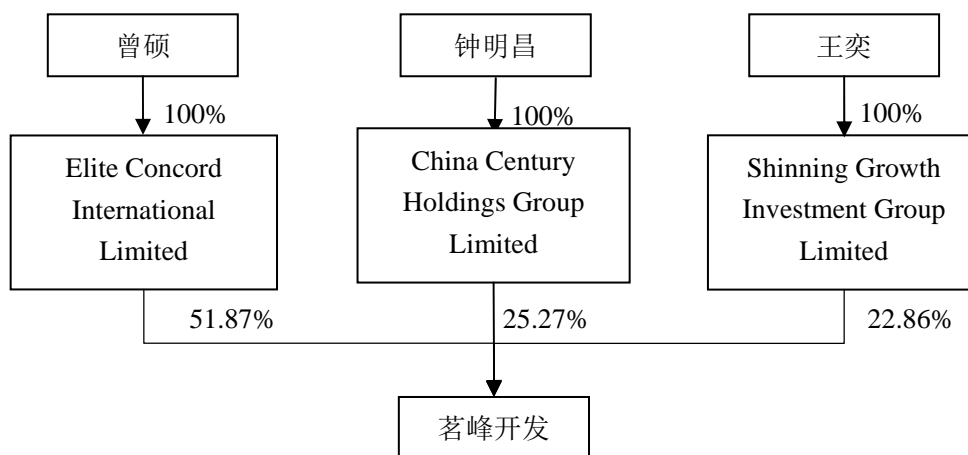 曾硕
钟明昌
王奕
100%
100%
100%
Elite Concord
International
Limited
China Century
Holdings Group
Limited
Shinning Growth
Investment Group
Limited
51.87%
25.27%
22.86%
茗峰开发